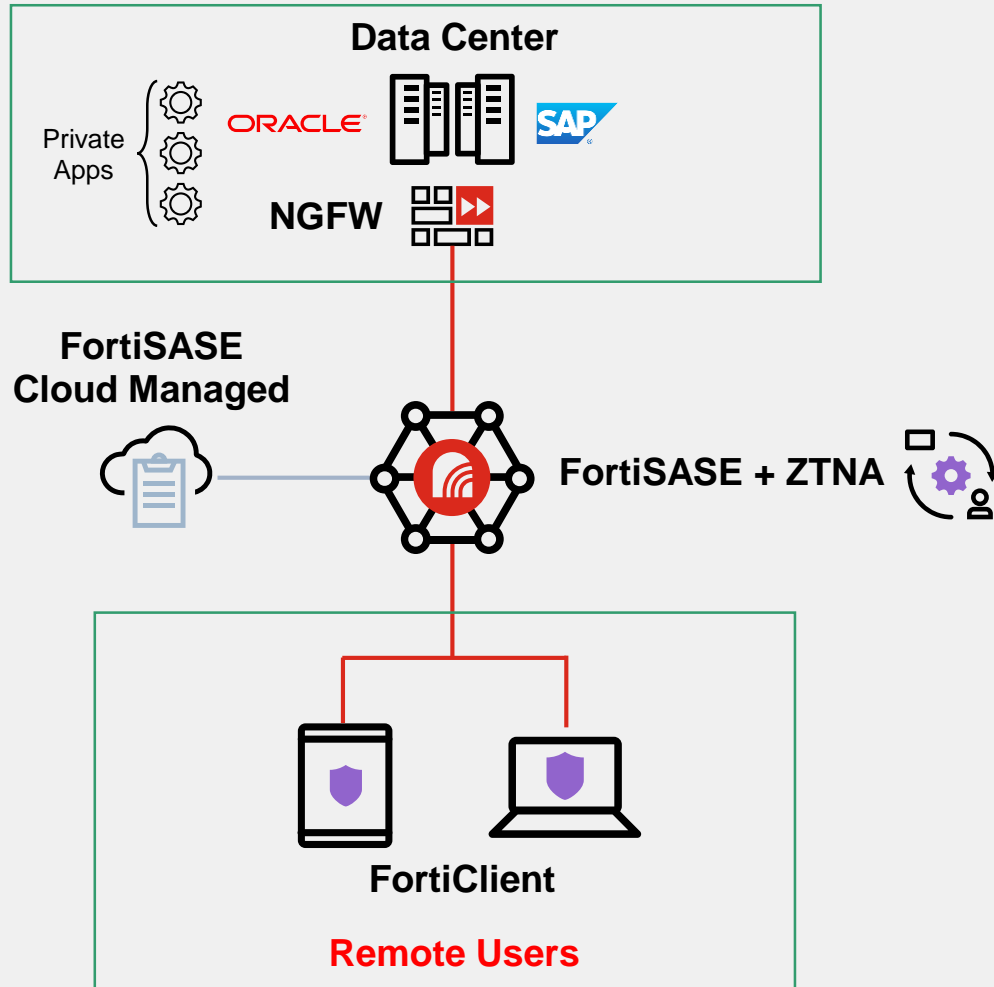 Data Center
Private
Apps
ORACLE®
SAP®
NGFW
FortiSASE
Cloud Managed
FortiSASE + ZTNA
FortiClient
Remote Users